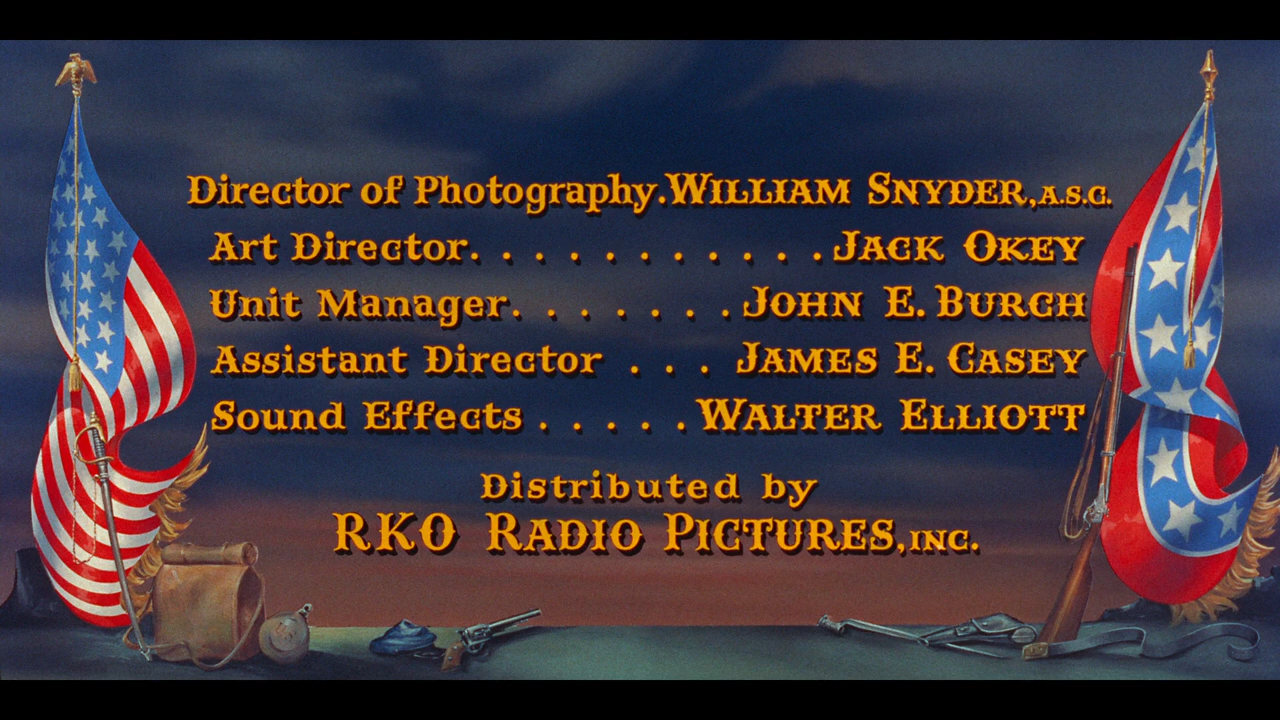 Director of Photography. WILLIAM SNYDER, A.S.C.
Art Director. . . . . . . . . . . . JACK OKEY
Unit Manager. . . . . . . JOHN E. BURCH
Assistant Director . . . JAMES E. CASEY
Sound Effects . . . . . WALTER ELLIOTT
Distributed by
RKO RADIO PICTURES, INC.